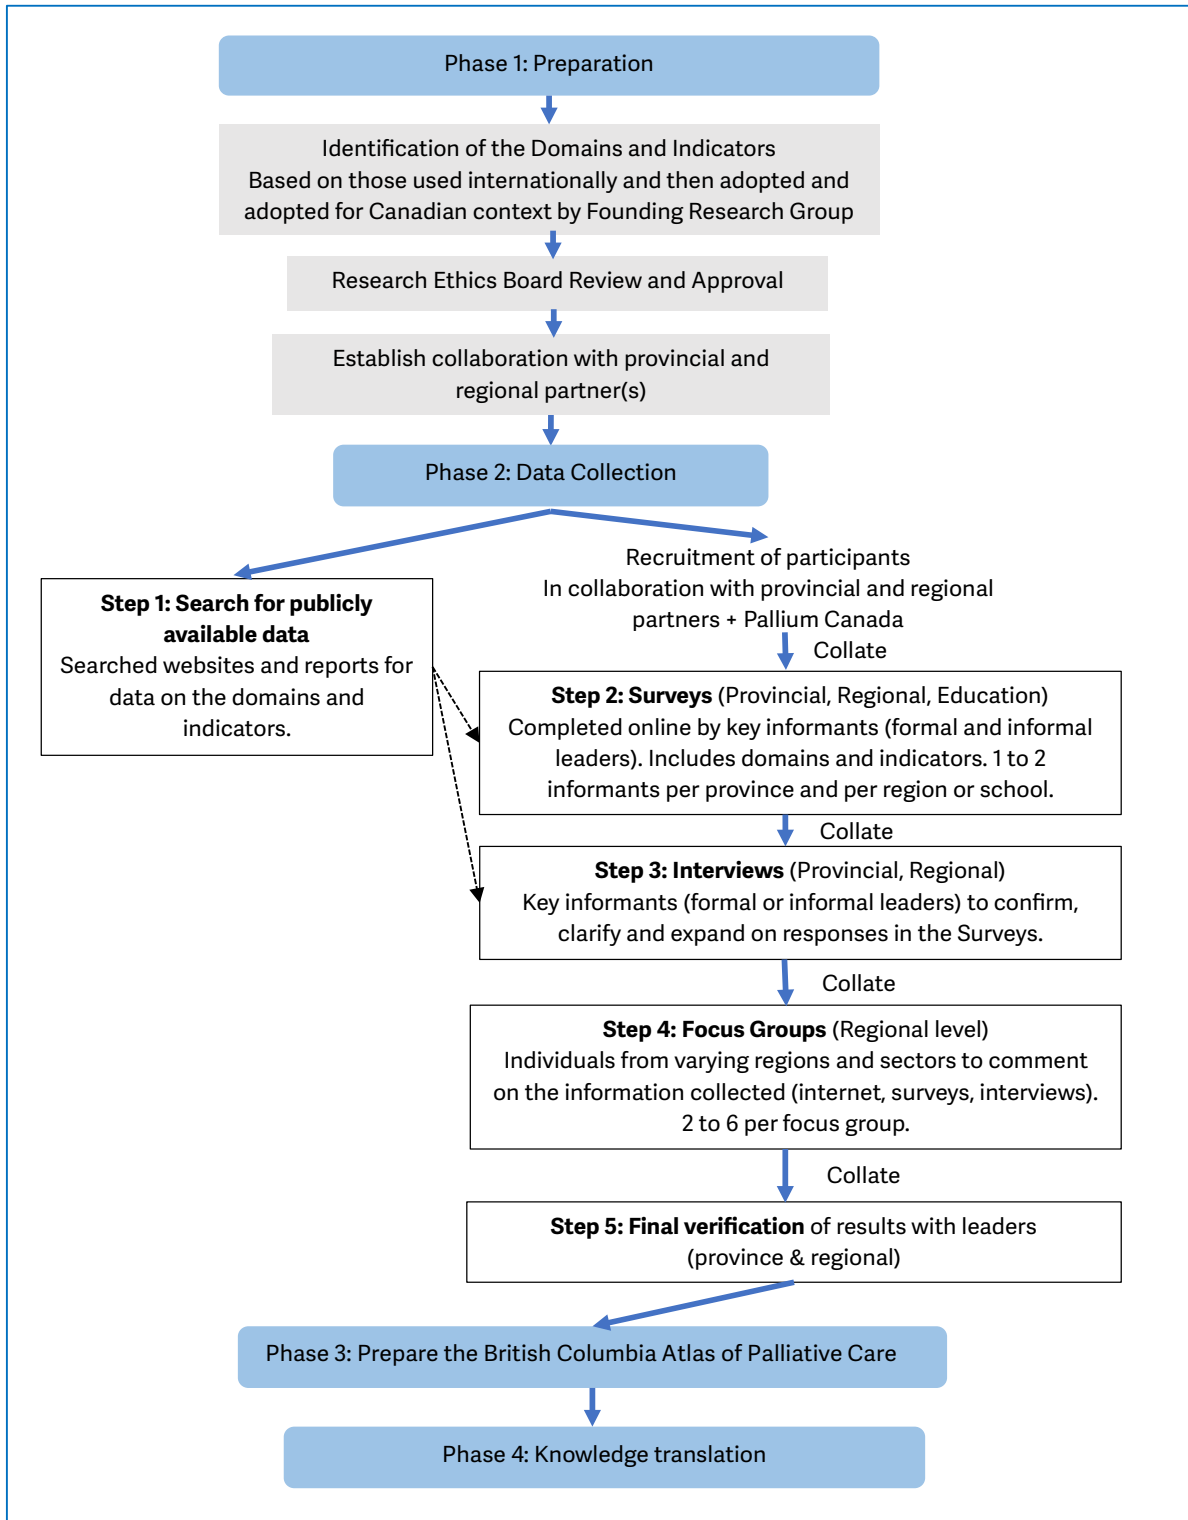 Phase 1: Preparation
Identification of the Domains and Indicators
Based on those used internationally and then adopted and
adopted for Canadian context by Founding Research Group
Research Ethics Board Review and Approval
Establish collaboration with provincial and
regional partner(s)
Phase 2: Data Collection
Step 1: Search for publicly
available data
Searched websites and reports for
data on the domains and
indicators.
Recruitment of participants
In collaboration with provincial and regional
partners + Pallium Canada
Collate
Step 2: Surveys (Provincial, Regional, Education)
Completed online by key informants (formal and informal
leaders). Includes domains and indicators. 1 to 2
informants per province and per region or school.
Collate
Step 3: Interviews (Provincial, Regional)
Key informants (formal or informal leaders) to confirm,
clarify and expand on responses in the Surveys.
Collate
Step 4: Focus Groups (Regional level)
Individuals from varying regions and sectors to comment
on the information collected (internet, surveys, interviews).
2 to 6 per focus group.
Collate
Step 5: Final verification of results with leaders
(province & regional)
Phase 3: Prepare the British Columbia Atlas of Palliative Care
Phase 4: Knowledge translation